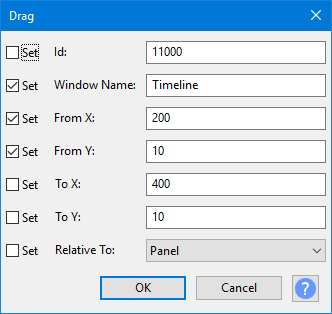 Drag
Set Id: 11000
Set Window Name: Timeline
Set From X: 200
Set From Y: 10
Set To X: 400
Set To Y: 10
Set Relative To: Panel
OK Cancel ?